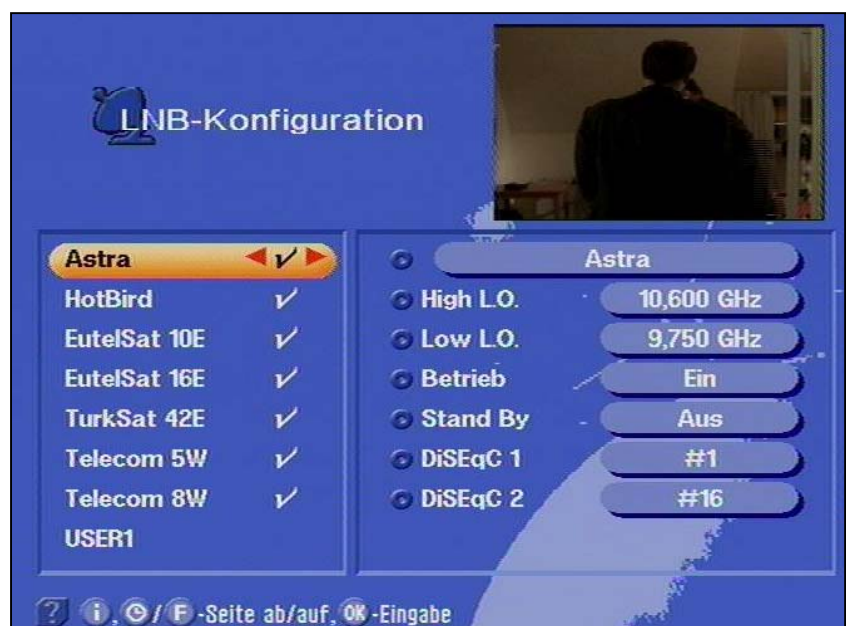 LNB-Konfiguration
Astra
HotBird
EutelSat 10E
EutelSat 16E
TurkSat 42E
Telecom 5W
Telecom 8W
USER1
Astra
High L.O. 10,600 GHz
Low L.O. 9,750 GHz
Betrieb Ein
Stand By Aus
DiSEqC 1 #1
DiSEqC 2 #16
? i, / F -Seite ab/auf, OK -Eingabe